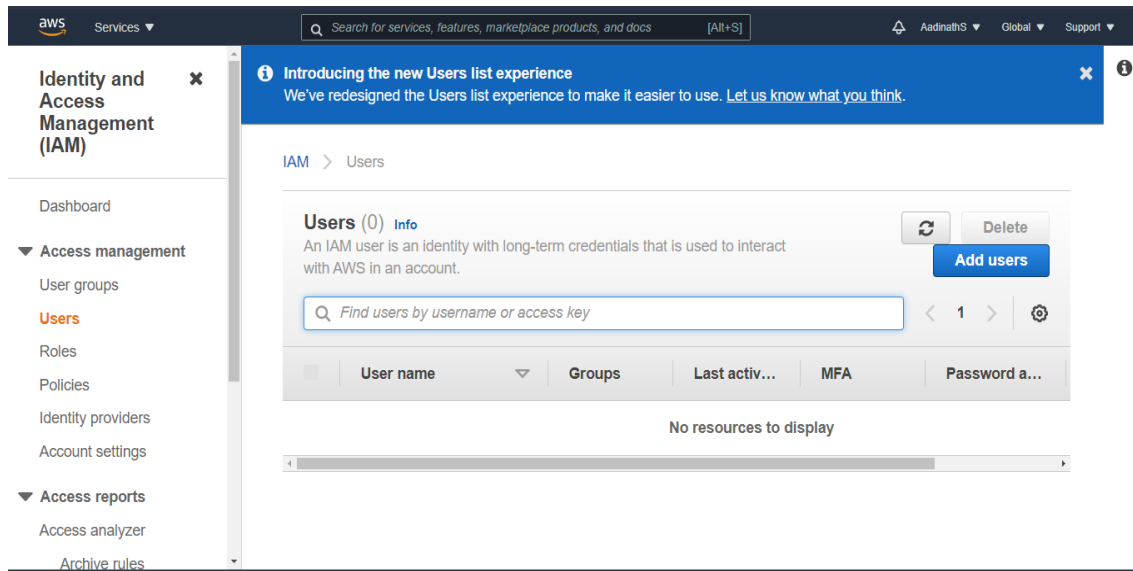 aws
Services ▼
Search for services, features, marketplace products, and docs [Alt+S]
AadinathS ▼
Global ▼
Support ▼
Identity and
Access
Management
(IAM)
Dashboard
Access management
User groups
Users
Roles
Policies
Identity providers
Account settings
Access reports
Access analyzer
Archive rules
Introducing the new Users list experience
We've redesigned the Users list experience to make it easier to use. Let us know what you think.
IAM > Users
Users (0) Info
An IAM user is an identity with long-term credentials that is used to interact
with AWS in an account.
Delete
Add users
Find users by username or access key
< 1 >
User name Groups Last activ... MFA Password a...
No resources to display